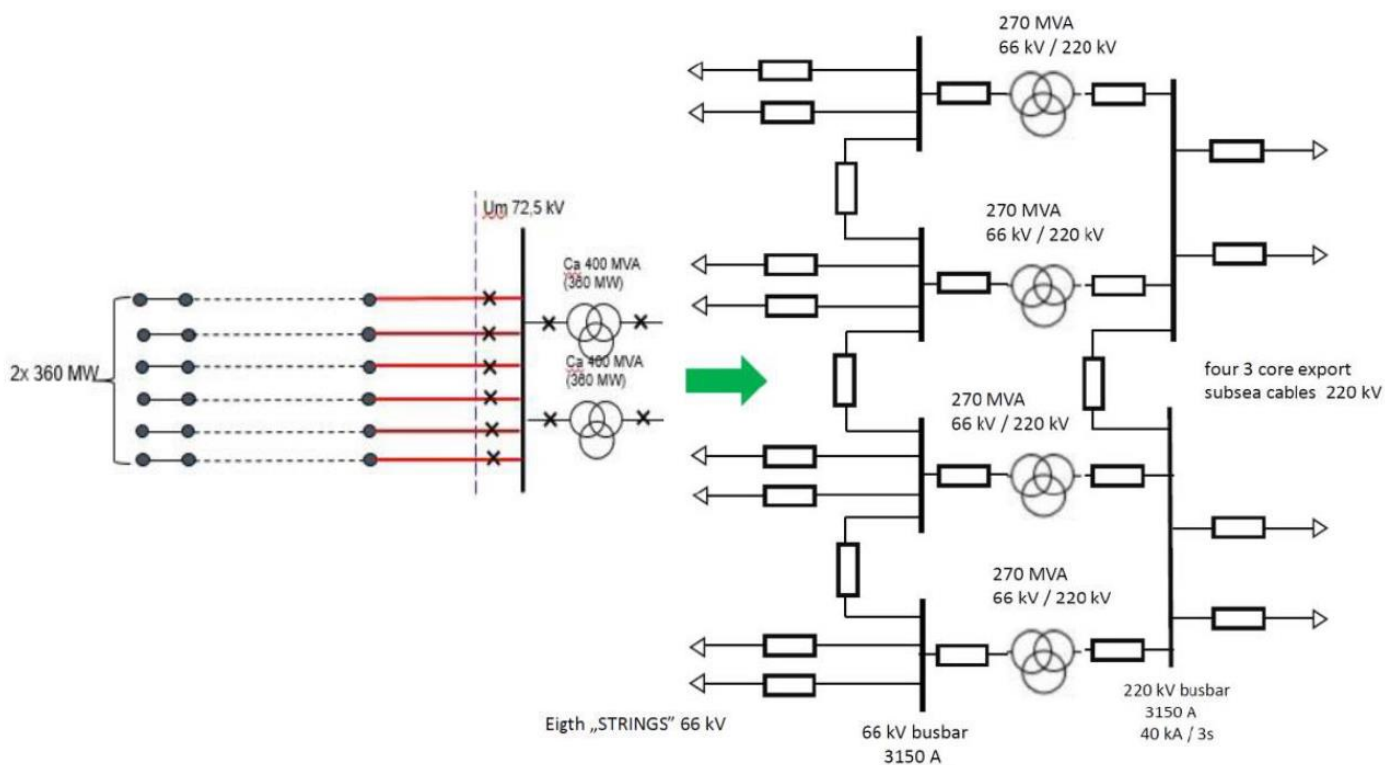 2x 360 MW
Um 72,5 kV
Ca 400 MVA
(360 MW)
Ca 400 MVA
(360 MW)
270 MVA
66 kV / 220 kV
270 MVA
66 kV / 220 kV
270 MVA
66 kV / 220 kV
270 MVA
66 kV / 220 kV
four 3 core export
subsea cables 220 kV
Eigth „STRINGS” 66 kV
66 kV busbar
3150 A
220 kV busbar
3150 A
40 kA / 3s